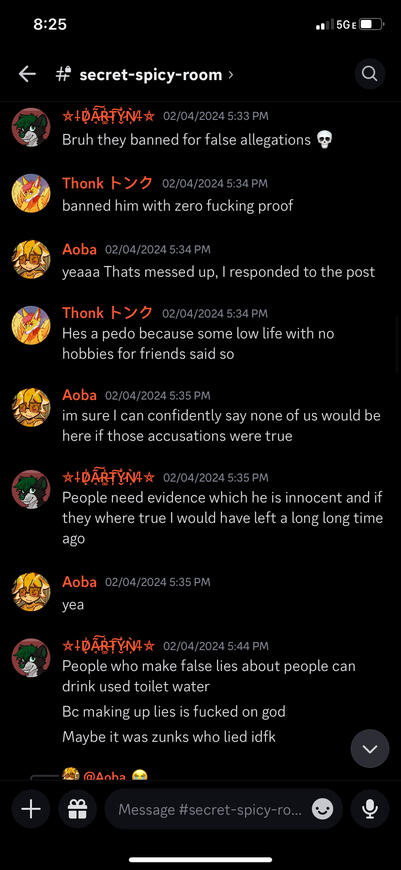 8:25
5GE
# secret-spicy-room ›
02/04/2024 5:33 PM
Bruh they banned for false allegations 💀
Thonk トンク 02/04/2024 5:34 PM
banned him with zero fucking proof
Aoba 02/04/2024 5:34 PM
yeaaa Thats messed up, I responded to the post
Thonk トンク 02/04/2024 5:34 PM
Hes a pedo because some low life with no
hobbies for friends said so
Aoba 02/04/2024 5:35 PM
im sure I can confidently say none of us would be
here if those accusations were true
02/04/2024 5:35 PM
People need evidence which he is innocent and if
they where true I would have left a long long time
ago
Aoba 02/04/2024 5:35 PM
yea
02/04/2024 5:44 PM
People who make false lies about people can
drink used toilet water
Bc making up lies is fucked on god
Maybe it was zunks who lied idfk
@Aoba 😭
Message #secret-spicy-ro...